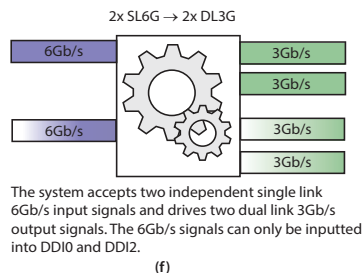 2x SL6G → 2x DL3G
6Gb/s
3Gb/s
3Gb/s
6Gb/s
3Gb/s
3Gb/s
The system accepts two independent single link
6Gb/s input signals and drives two dual link 3Gb/s
output signals. The 6Gb/s signals can only be inputted
into DDI0 and DDI2.
(f)